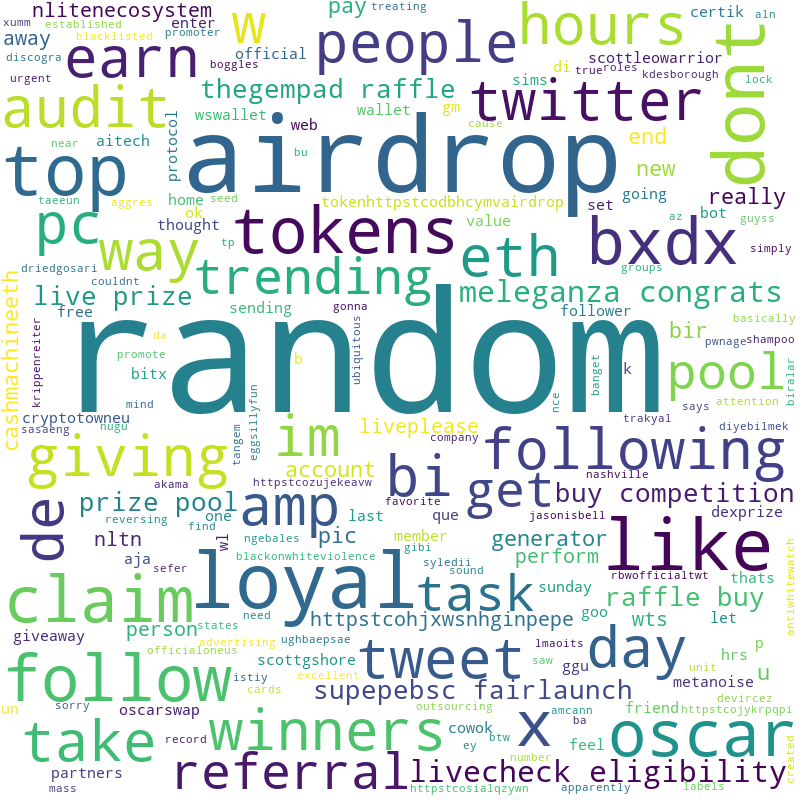 xumm
nlitenecosystem
pay
treating
certik
aln
established
promoter
enter
w
people
hours
dont
away
blacklisted
official
scottleowarrior
discogra
earn
boggles
di
true
roles
kdesborough
urgent
thegempad raffle
sims
twitter
lock
audit
wswallet
wallet
gm
cause
end
near
aitech
protocol
web
airdrop
top
bu
new
taeeun
aggres
home
seed
tokenhttpstcodbhcymvairdrop
set
going
really
ok
az
bot
guyss
pc
thought
tokens
value
bxdx
way
tp
eth
simply
driedgosari
trending
groups
couldnt
live prize
gonna
meleganza congrats
free
sending
follower
basically
krippenreiter
random
da
ubiquitous
bir
pwnage
shampoo
promote
b
k
pool
bitx
banget
biralar
cashmachineeth
mind
nce
says
attention
cryptotowneu
eggsillyfun
trakyal
sasaeng
nugu
im
liveplease
diyebilmek
tangem
company
following
giving
account
bi
nashville
akama
httpstcozujekeavw
get
buy competition
favorite
de
prize pool
amp
last
que
jasonisbell
dexprize
reversing
one
find
pic
member
generator
like
nltn
wl
ngebales
gibi
antiwhitewatch
aja
blackonwhiteviolence
perform
sefer
syledii
sound
rbwofficialtwt
thats
claim
loyal
task
sunday
raffle buy
need
goo
giveaway
person
states
httpstcohjxwsnhginpepe
wts
let
advertising
ughbaepsae
lmaoits
hrs
p
officialoneus
tweet
day
scottgshore
saw
ggu
unit
u
follow
istiy
excellent
metanoise
cards
supepebsc fairlaunch
devircez
un
sorry
oscarswap
outsourcing
amcann
friend
httpstcojykrpqpi
take
winners
x
oscar
record
cowok
ba
feel
ey
btw
number
partners
referral
livecheck eligibility
created
mass
httpstcosialqzywn
apparently
labels